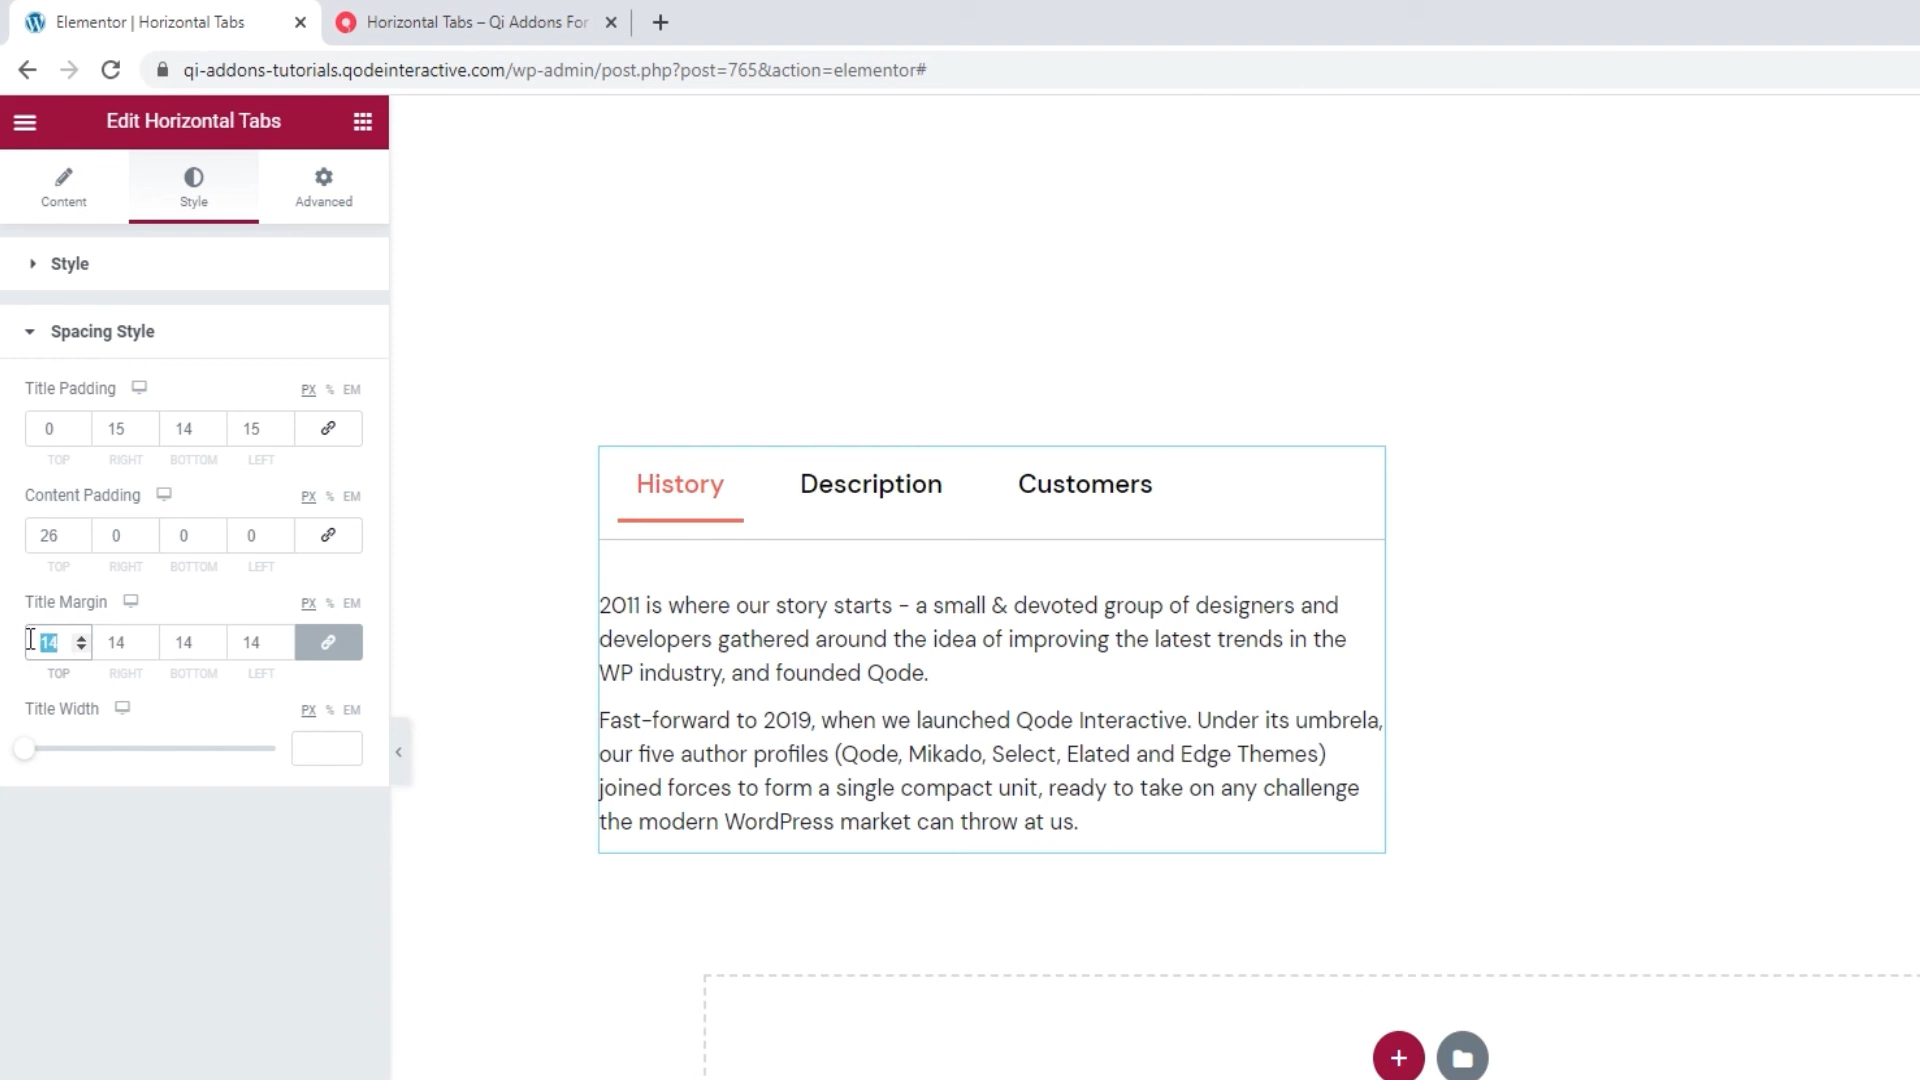 Elementor | Horizontal Tabs
Horizontal Tabs – Qi Addons For
qi-addons-tutorials.qodeinteractive.com/wp-admin/post.php?post=765&action=elementor#
Edit Horizontal Tabs
Content
Style
Advanced
Style
Spacing Style
Title Padding
PX % EM
0 15 14 15
TOP RIGHT BOTTOM LEFT
Content Padding
PX % EM
26 0 0 0
TOP RIGHT BOTTOM LEFT
Title Margin
PX % EM
14 14 14 14
TOP RIGHT BOTTOM LEFT
Title Width
PX % EM
History
Description
Customers
2011 is where our story starts - a small & devoted group of designers and
developers gathered around the idea of improving the latest trends in the
WP industry, and founded Qode.
Fast-forward to 2019, when we launched Qode Interactive. Under its umbrela,
our five author profiles (Qode, Mikado, Select, Elated and Edge Themes)
joined forces to form a single compact unit, ready to take on any challenge
the modern WordPress market can throw at us.